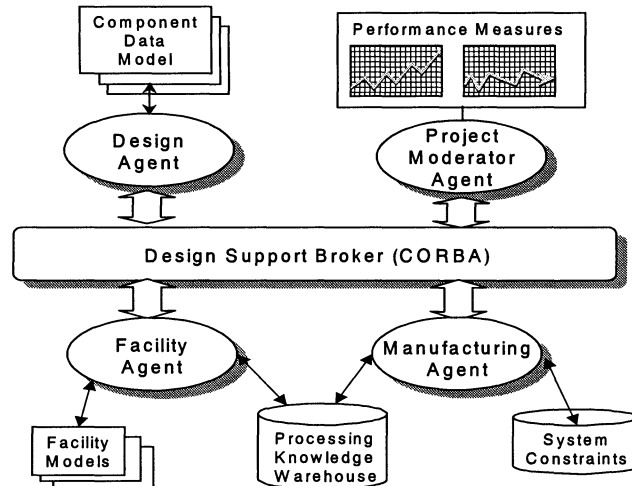 Component
Data
Model
Performance Measures
Design
Agent
Project
Moderator
Agent
Design Support Broker (CORBA)
Facility
Agent
Manufacturing
Agent
Facility
Models
Processing
Knowledge
Warehouse
System
Constraints